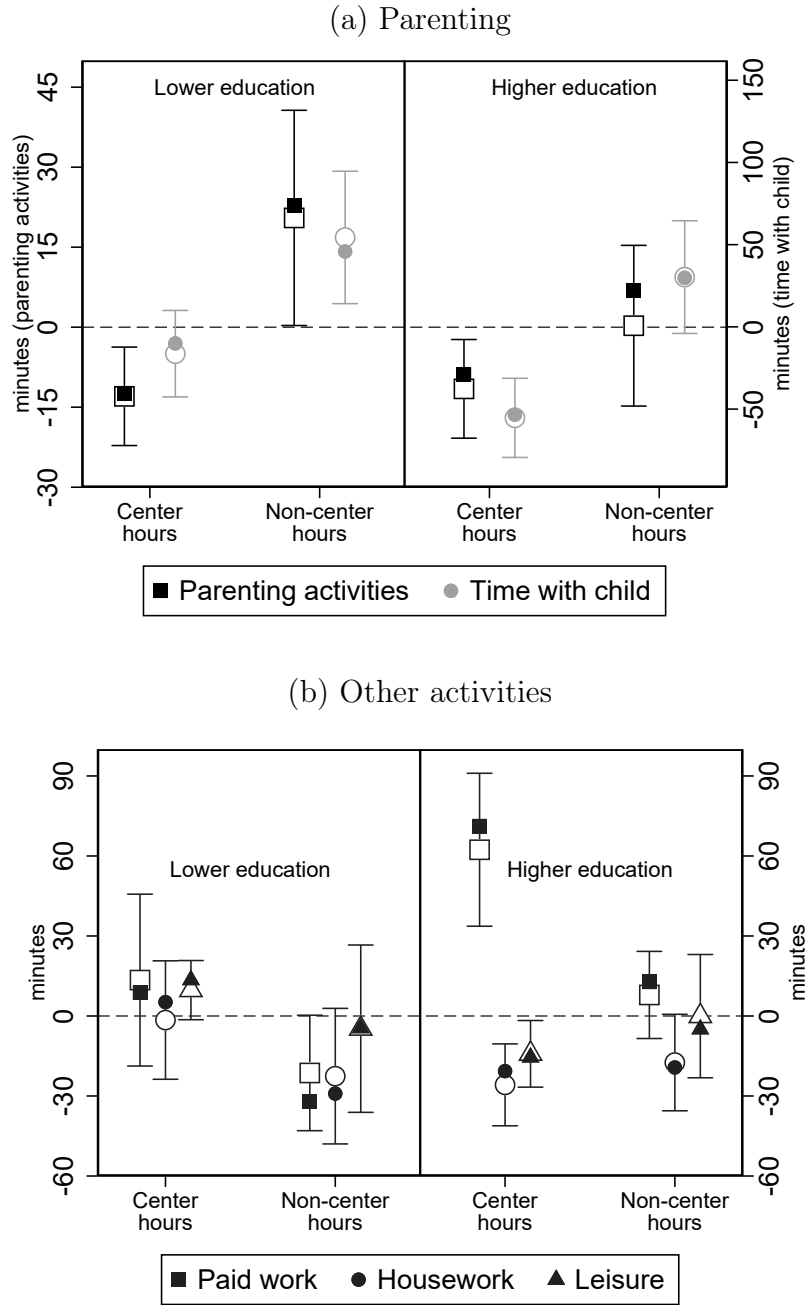 (a) Parenting
Lower education
Higher education
minutes (parenting activities)
45
30
15
0
-15
-30
150
100
50
0
-50
minutes (time with child)
Center hours
Non-center hours
Center hours
Non-center hours
Parenting activities
Time with child
(b) Other activities
minutes
90
60
30
0
-30
-60
Lower education
Higher education
90
60
30
0
-30
-60
minutes
Center hours
Non-center hours
Center hours
Non-center hours
Paid work
Housework
Leisure